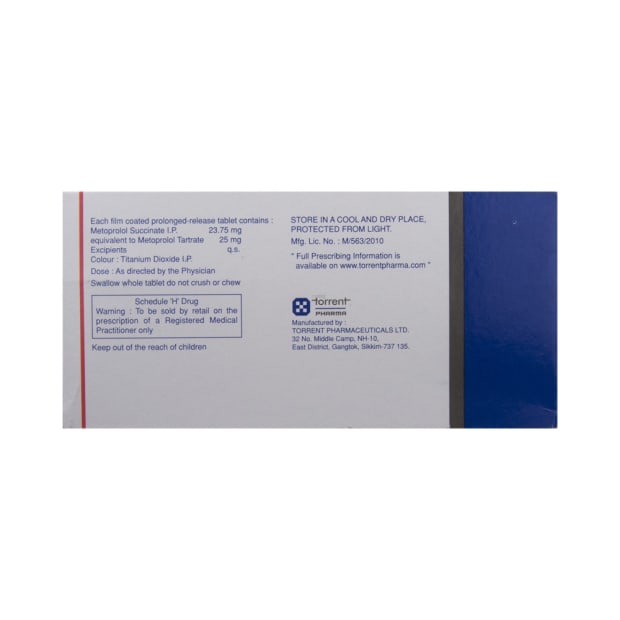 Each film coated prolonged-release tablet contains :
Metoprolol Succinate I.P. 23.75 mg
equivalent to Metoprolol Tartrate 25 mg
Excipients q.s.
Colour : Titanium Dioxide I.P.
Dose : As directed by the Physician
Swallow whole tablet do not crush or chew
Schedule 'H' Drug
Warning : To be sold by retail on the
prescription of a Registered Medical
Practitioner only
Keep out of the reach of children
STORE IN A COOL AND DRY PLACE,
PROTECTED FROM LIGHT.
Mfg. Lic. No. : M/563/2010
" Full Prescribing Information is
available on www.torrentpharma.com "
torrent
PHARMA
Manufactured by :
TORRENT PHARMACEUTICALS LTD.
32 No. Middle Camp, NH-10,
East District, Gangtok, Sikkim-737 135.